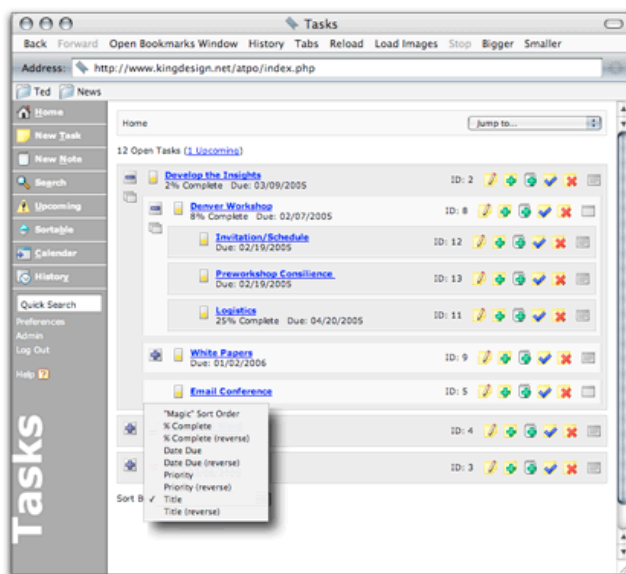 Tasks
Back Forward Open Bookmarks Window History Tabs Reload Load Images Stop Bigger Smaller
Address: http://www.kingdesign.net/atpo/index.php
Ted News
Home
New Task
New Note
Search
Upcoming
Sortable
Calendar
History
Quick Search
Preferences
Admin
Log Out
Help ?
Tasks
Home Jump to...
12 Open Tasks (1 Upcoming)
Develop the Insights
2% Complete Due: 03/09/2005
ID: 2
Denver Workshop
8% Complete Due: 02/07/2005
ID: 8
Invitation/Schedule
Due: 02/19/2005
ID: 12
Preworkshop Consilience
Due: 02/19/2005
ID: 13
Logistics
25% Complete Due: 04/20/2005
ID: 11
White Papers
Due: 01/02/2006
ID: 9
Email Conference
ID: 5
ID: 4
ID: 3
Sort B
"Magic" Sort Order
% Complete
% Complete (reverse)
Date Due
Date Due (reverse)
Priority
Priority (reverse)
✓ Title
Title (reverse)